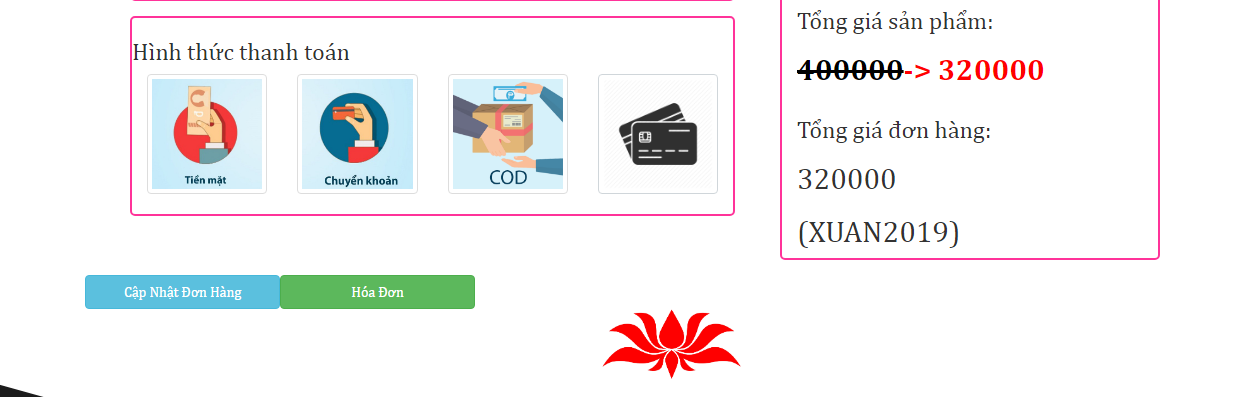 Hình thức thanh toán
Tiền mặt
Chuyển khoản
COD
Tổng giá sản phẩm:
400000-> 320000
Tổng giá đơn hàng:
320000
(XUAN2019)
Cập Nhật Đơn Hàng
Hóa Đơn